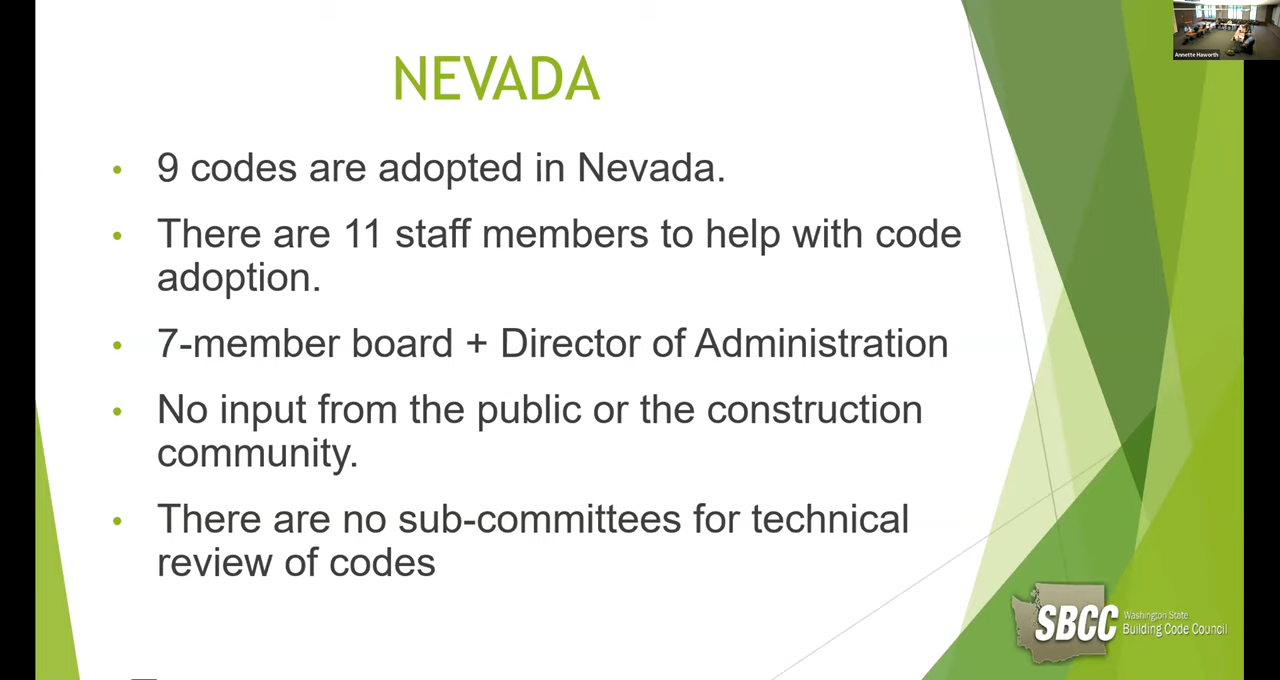 NEVADA
• 9 codes are adopted in Nevada.
• There are 11 staff members to help with code
adoption.
• 7-member board + Director of Administration
• No input from the public or the construction
community.
• There are no sub-committees for technical
review of codes
Annette Haworth
SBCC
Washington State
Building Code Council